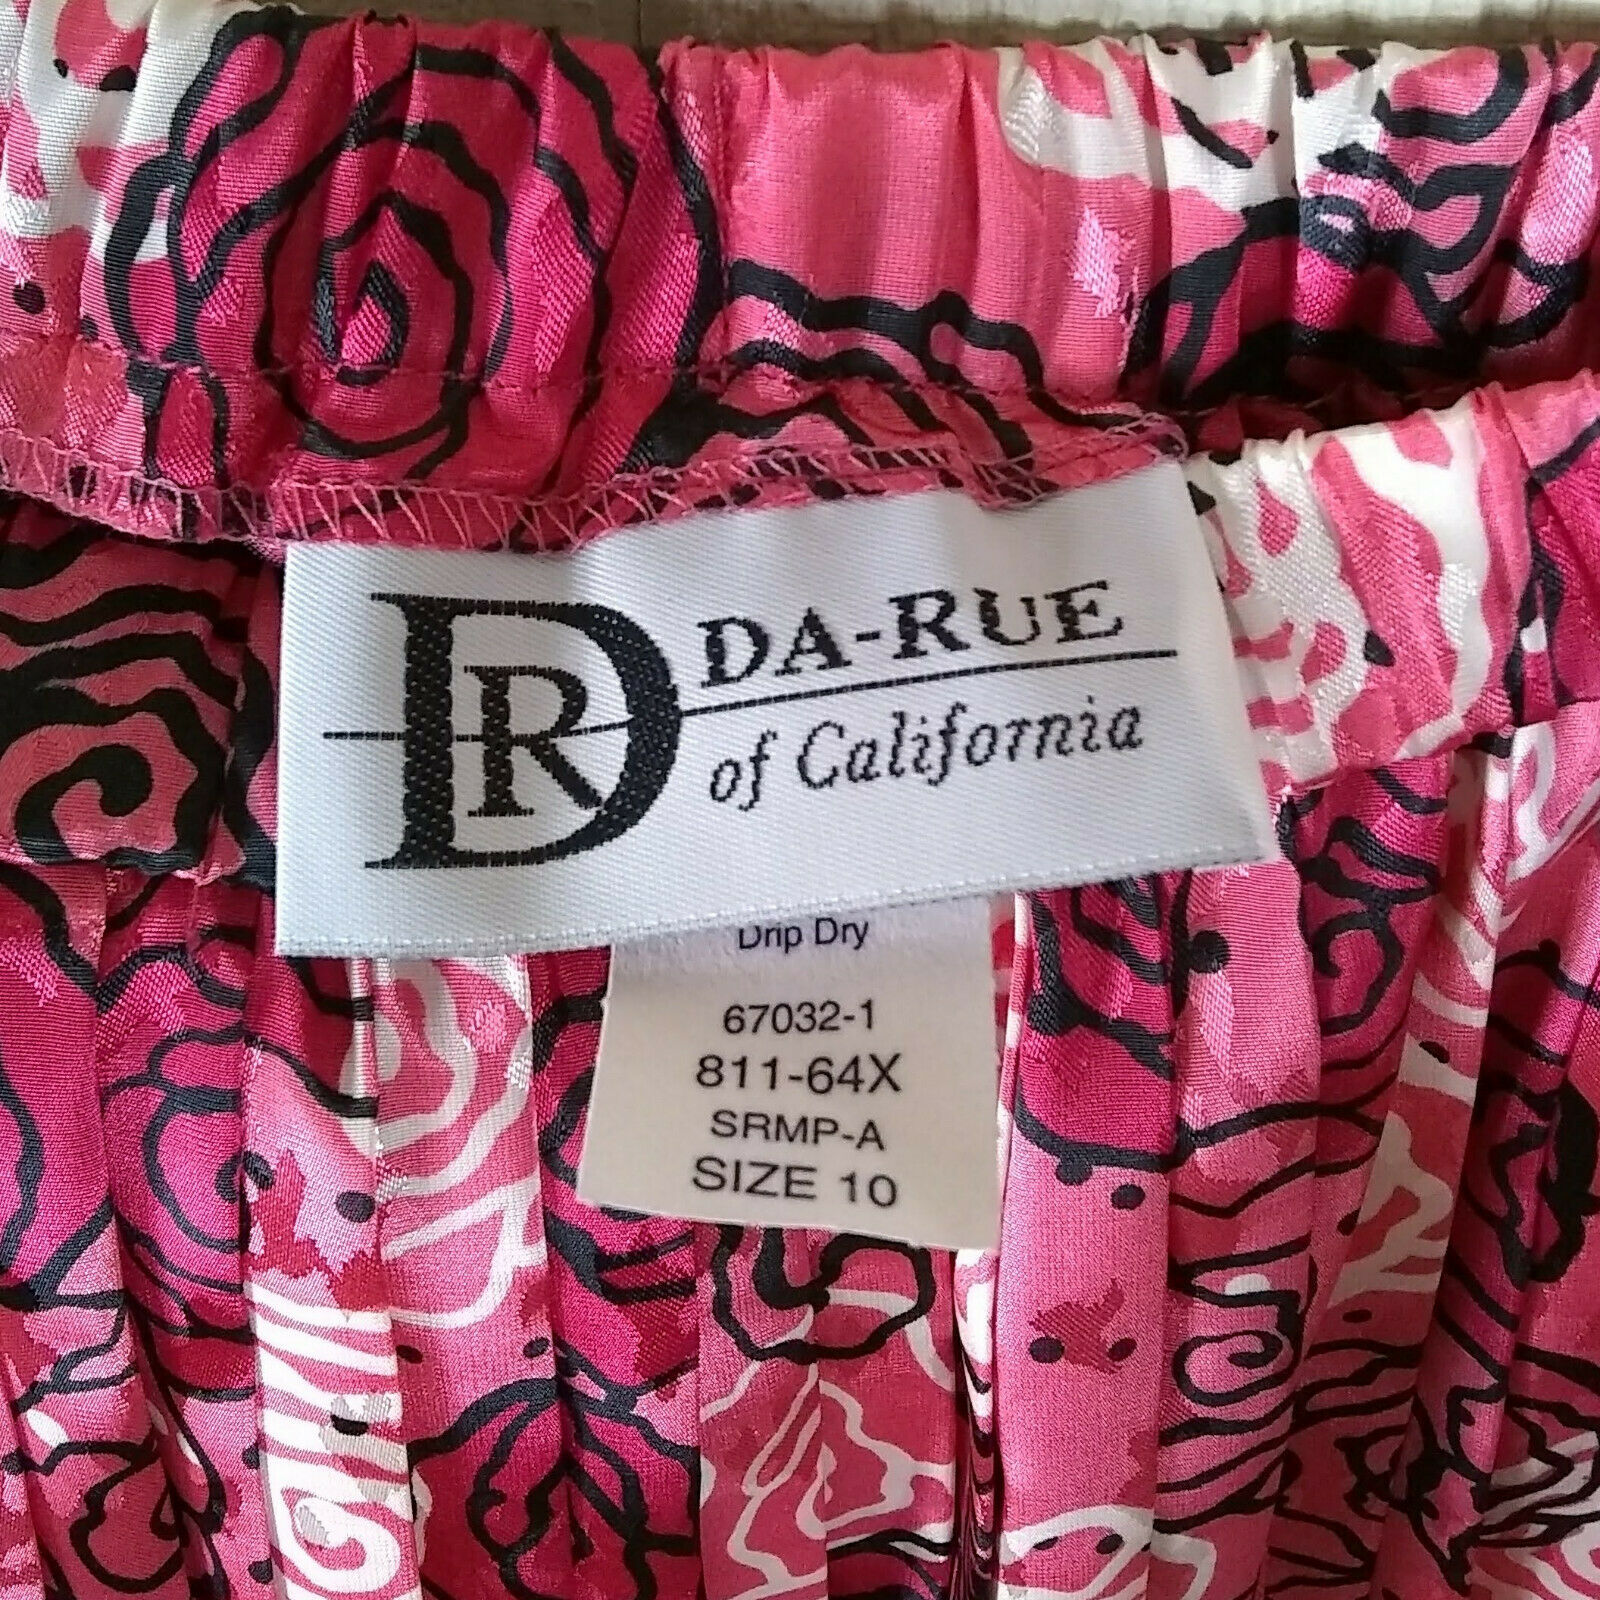 DR
DA-RUE
of California
Drip Dry
67032-1
811-64X
SRMP-A
SIZE 10